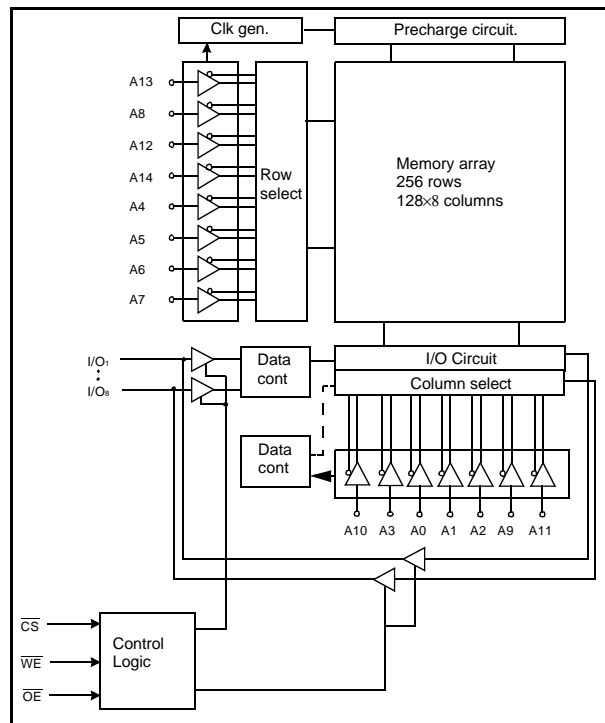 Clk gen.
Precharge circuit.
A13
A8
A12
A14
A4
A5
A6
A7
Row
select
Memory array
256 rows
128×8 columns
I/O1
I/O8
Data
cont
I/O Circuit
Column select
Data
cont
A10 A3 A0 A1 A2 A9 A11
CS
WE
OE
Control
Logic